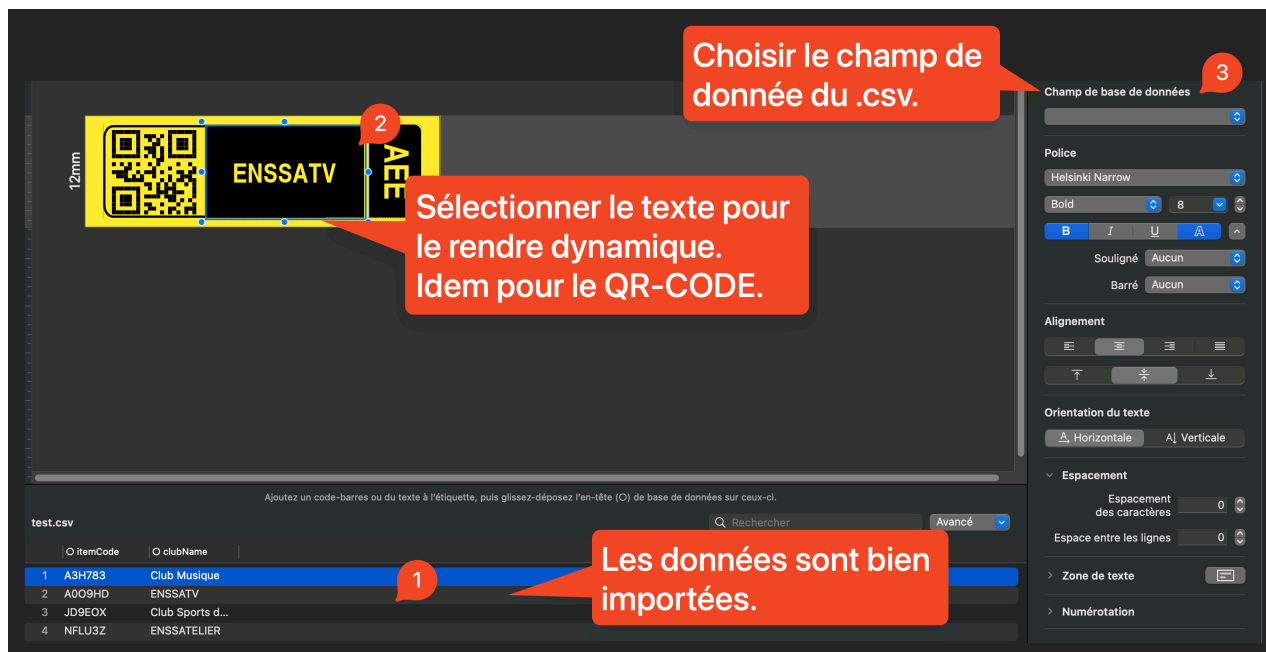 Choisir le champ de
donnée du .csv.
3
Champ de base de données
2
12mm
ENSSATV
AEE
Sélectionner le texte pour
le rendre dynamique.
Idem pour le QR-CODE.
Police
Helsinki Narrow
Bold
8
B I U A
Souligné Aucun
Barré Aucun
Alignement
Orientation du texte
A Horizontale A Verticale
Espacement
Espacement
des caractères 0
Espace entre les lignes 0
Zone de texte
Numérotation
Ajoutez un code-barres ou du texte à l'étiquette, puis glissez-déposez l'en-tête (O) de base de données sur ceux-ci.
test.csv
Rechercher
Avancé
itemCode clubName
1 A3H783 Club Musique
2 A0O9HD ENSSATV
3 JD9EOX Club Sports d...
4 NFLU3Z ENSSATELIER
1
Les données sont bien
importées.